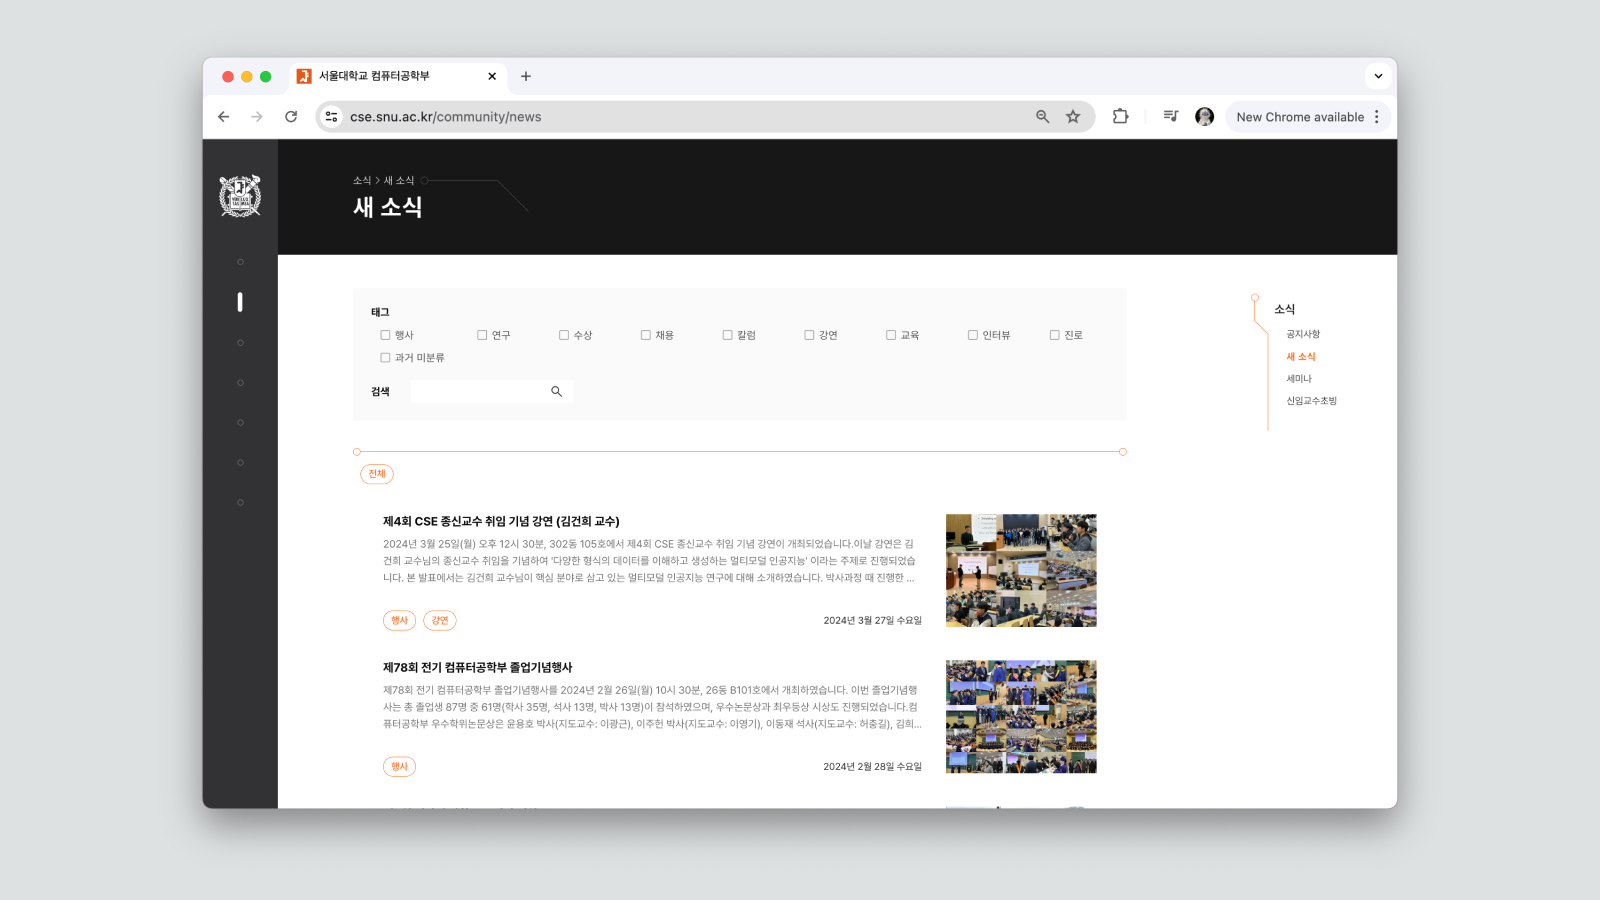 서울대학교 컴퓨터공학부
cse.snu.ac.kr/community/news
New Chrome available
소식 > 새 소식
새 소식
태그
행사 연구 수상 채용 칼럼 강연 교육 인터뷰 진로
과거 미분류
검색
소식
공지사항
새 소식
세미나
신임교수초빙
전체
제4회 CSE 종신교수 취임 기념 강연 (김건희 교수)
2024년 3월 25일(월) 오후 12시 30분, 302동 105호에서 제4회 CSE 종신교수 취임 기념 강연이 개최되었습니다.이날 강연은 김
건희 교수님의 종신교수 취임을 기념하여 '다양한 형식의 데이터를 이해하고 생성하는 멀티모달 인공지능' 이라는 주제로 진행되었습
니다. 본 발표에서는 김건희 교수님이 핵심 분야로 삼고 있는 멀티모달 인공지능 연구에 대해 소개하였습니다. 박사과정 때 진행한 ...
행사 강연
2024년 3월 27일 수요일
제78회 전기 컴퓨터공학부 졸업기념행사
제78회 전기 컴퓨터공학부 졸업기념행사를 2024년 2월 26일(월) 10시 30분, 26동 B101호에서 개최하였습니다. 이번 졸업기념행
사는 총 졸업생 87명 중 61명(학사 35명, 석사 13명, 박사 13명)이 참석하였으며, 우수논문상과 최우등상 시상도 진행되었습니다.컴
퓨터공학부 우수학위논문상은 윤용호 박사(지도교수: 이광근), 이주헌 박사(지도교수: 이영기), 이동재 석사(지도교수: 허충길), 김희...
행사
2024년 2월 28일 수요일